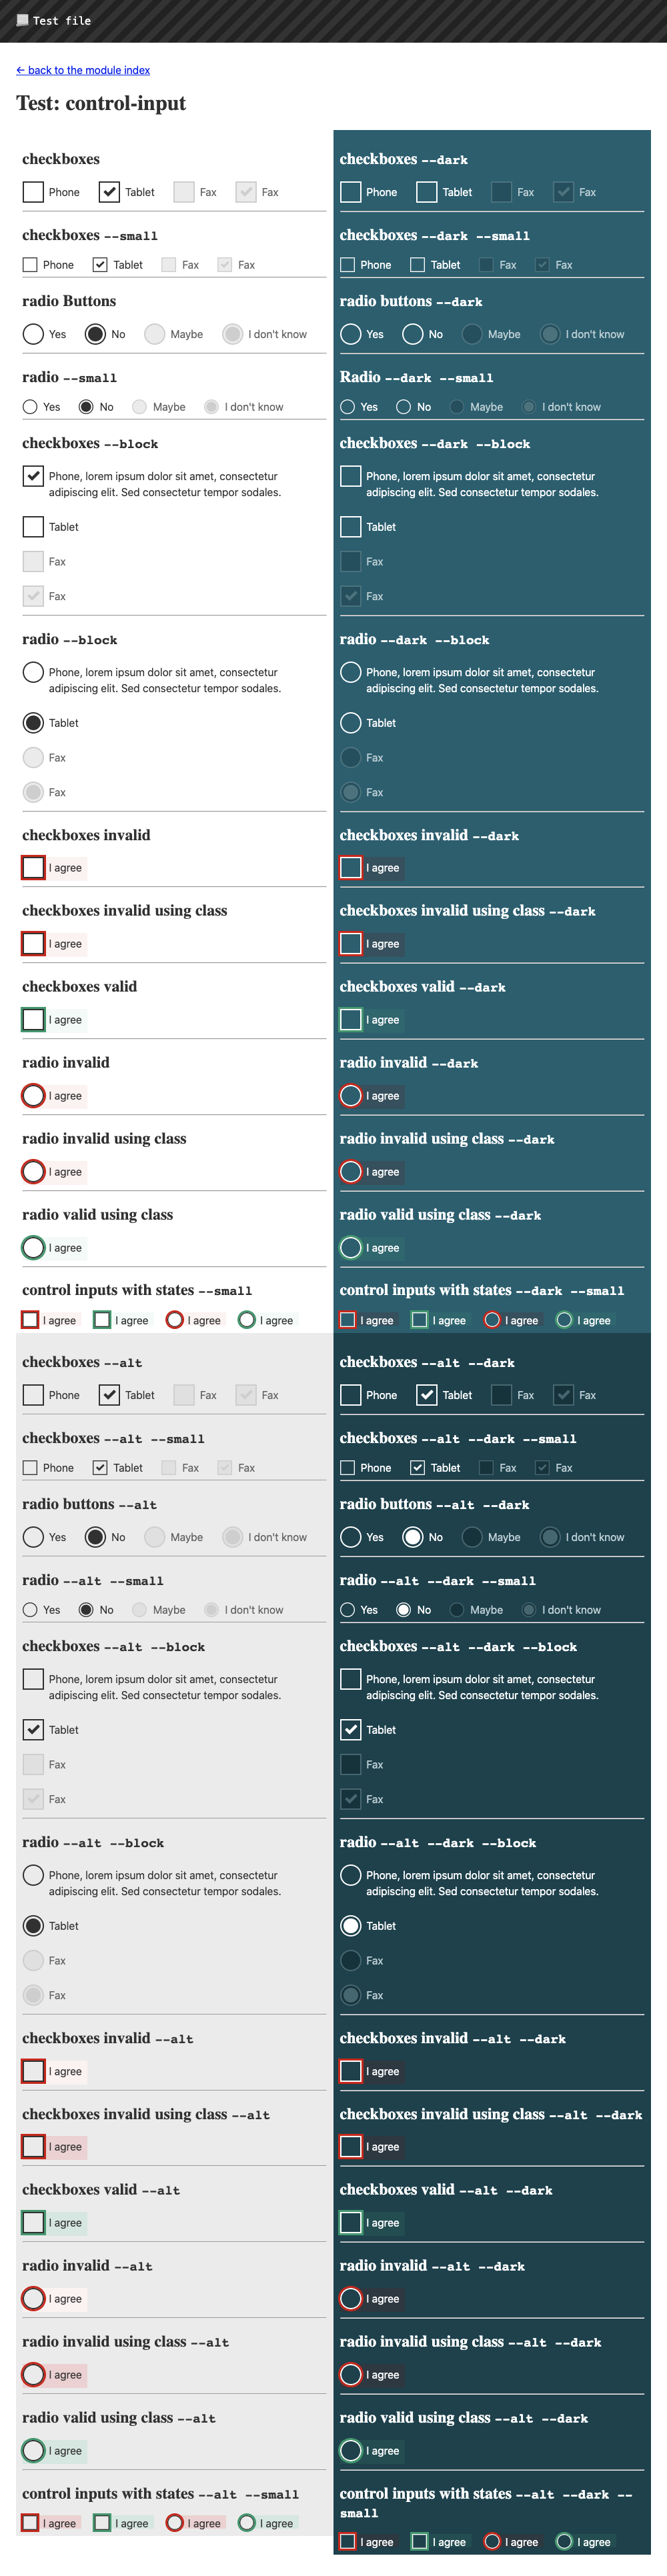 Test file
← back to the module index
Test: control-input
checkboxes
Phone Tablet Fax Fax
checkboxes --small
Phone Tablet Fax Fax
radio Buttons
Yes No Maybe I don't know
radio --small
Yes No Maybe I don't know
checkboxes --block
Phone, lorem ipsum dolor sit amet, consectetur
adipiscing elit. Sed consectetur tempor sodales.
Tablet
Fax
Fax
radio --block
Phone, lorem ipsum dolor sit amet, consectetur
adipiscing elit. Sed consectetur tempor sodales.
Tablet
Fax
Fax
checkboxes invalid
I agree
checkboxes invalid using class
I agree
checkboxes valid
I agree
radio invalid
I agree
radio invalid using class
I agree
radio valid using class
I agree
control inputs with states --small
I agree I agree I agree I agree
checkboxes --dark
Phone Tablet Fax Fax
checkboxes --dark --small
Phone Tablet Fax Fax
radio buttons --dark
Yes No Maybe I don't know
Radio --dark --small
Yes No Maybe I don't know
checkboxes --dark --block
Phone, lorem ipsum dolor sit amet, consectetur
adipiscing elit. Sed consectetur tempor sodales.
Tablet
Fax
Fax
radio --dark --block
Phone, lorem ipsum dolor sit amet, consectetur
adipiscing elit. Sed consectetur tempor sodales.
Tablet
Fax
Fax
checkboxes invalid --dark
I agree
checkboxes invalid using class --dark
I agree
checkboxes valid --dark
I agree
radio invalid --dark
I agree
radio invalid using class --dark
I agree
radio valid using class --dark
I agree
control inputs with states --dark --small
I agree I agree I agree I agree
checkboxes --alt
Phone Tablet Fax Fax
checkboxes --alt --small
Phone Tablet Fax Fax
radio buttons --alt
Yes No Maybe I don't know
radio --alt --small
Yes No Maybe I don't know
checkboxes --alt --block
Phone, lorem ipsum dolor sit amet, consectetur
adipiscing elit. Sed consectetur tempor sodales.
Tablet
Fax
Fax
radio --alt --block
Phone, lorem ipsum dolor sit amet, consectetur
adipiscing elit. Sed consectetur tempor sodales.
Tablet
Fax
Fax
checkboxes invalid --alt
I agree
checkboxes invalid using class --alt
I agree
checkboxes valid --alt
I agree
radio invalid --alt
I agree
radio invalid using class --alt
I agree
radio valid using class --alt
I agree
control inputs with states --alt --small
I agree I agree I agree I agree
checkboxes --alt --dark
Phone Tablet Fax Fax
checkboxes --alt --dark --small
Phone Tablet Fax Fax
radio buttons --alt --dark
Yes No Maybe I don't know
radio --alt --dark --small
Yes No Maybe I don't know
checkboxes --alt --dark --block
Phone, lorem ipsum dolor sit amet, consectetur
adipiscing elit. Sed consectetur tempor sodales.
Tablet
Fax
Fax
radio --alt --dark --block
Phone, lorem ipsum dolor sit amet, consectetur
adipiscing elit. Sed consectetur tempor sodales.
Tablet
Fax
Fax
checkboxes invalid --alt --dark
I agree
checkboxes invalid using class --alt --dark
I agree
checkboxes valid --alt --dark
I agree
radio invalid --alt --dark
I agree
radio invalid using class --alt --dark
I agree
radio valid using class --alt --dark
I agree
control inputs with states --alt --dark --
small
I agree I agree I agree I agree